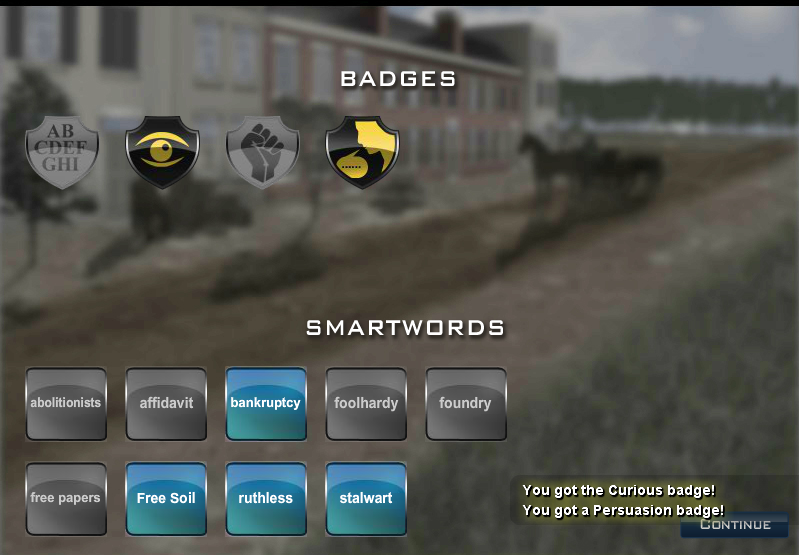 BADGES
AB
CDEF
GHI
......
SMARTWORDS
abolitionists
affidavit
bankruptcy
foolhardy
foundry
free papers
Free Soil
ruthless
stalwart
You got the Curious badge!
You got a Persuasion badge!
CONTINUE